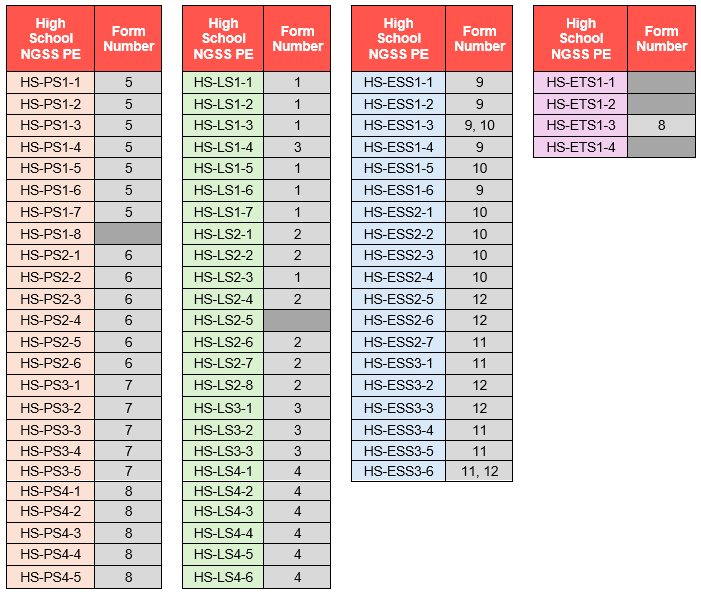 High School NGSS PE Form Number
HS-PS1-1 5
HS-PS1-2 5
HS-PS1-3 5
HS-PS1-4 5
HS-PS1-5 5
HS-PS1-6 5
HS-PS1-7 5
HS-PS1-8
HS-PS2-1 6
HS-PS2-2 6
HS-PS2-3 6
HS-PS2-4 6
HS-PS2-5 6
HS-PS2-6 6
HS-PS3-1 7
HS-PS3-2 7
HS-PS3-3 7
HS-PS3-4 7
HS-PS3-5 7
HS-PS4-1 8
HS-PS4-2 8
HS-PS4-3 8
HS-PS4-4 8
HS-PS4-5 8
High School NGSS PE Form Number
HS-LS1-1 1
HS-LS1-2 1
HS-LS1-3 1
HS-LS1-4 3
HS-LS1-5 1
HS-LS1-6 1
HS-LS1-7 1
HS-LS2-1 2
HS-LS2-2 2
HS-LS2-3 1
HS-LS2-4 2
HS-LS2-5
HS-LS2-6 2
HS-LS2-7 2
HS-LS2-8 2
HS-LS3-1 3
HS-LS3-2 3
HS-LS3-3 3
HS-LS4-1 4
HS-LS4-2 4
HS-LS4-3 4
HS-LS4-4 4
HS-LS4-5 4
HS-LS4-6 4
High School NGSS PE Form Number
HS-ESS1-1 9
HS-ESS1-2 9
HS-ESS1-3 9, 10
HS-ESS1-4 9
HS-ESS1-5 10
HS-ESS1-6 9
HS-ESS2-1 10
HS-ESS2-2 10
HS-ESS2-3 10
HS-ESS2-4 10
HS-ESS2-5 12
HS-ESS2-6 12
HS-ESS2-7 11
HS-ESS3-1 11
HS-ESS3-2 12
HS-ESS3-3 12
HS-ESS3-4 11
HS-ESS3-5 11
HS-ESS3-6 11, 12
High School NGSS PE Form Number
HS-ETS1-1
HS-ETS1-2
HS-ETS1-3 8
HS-ETS1-4